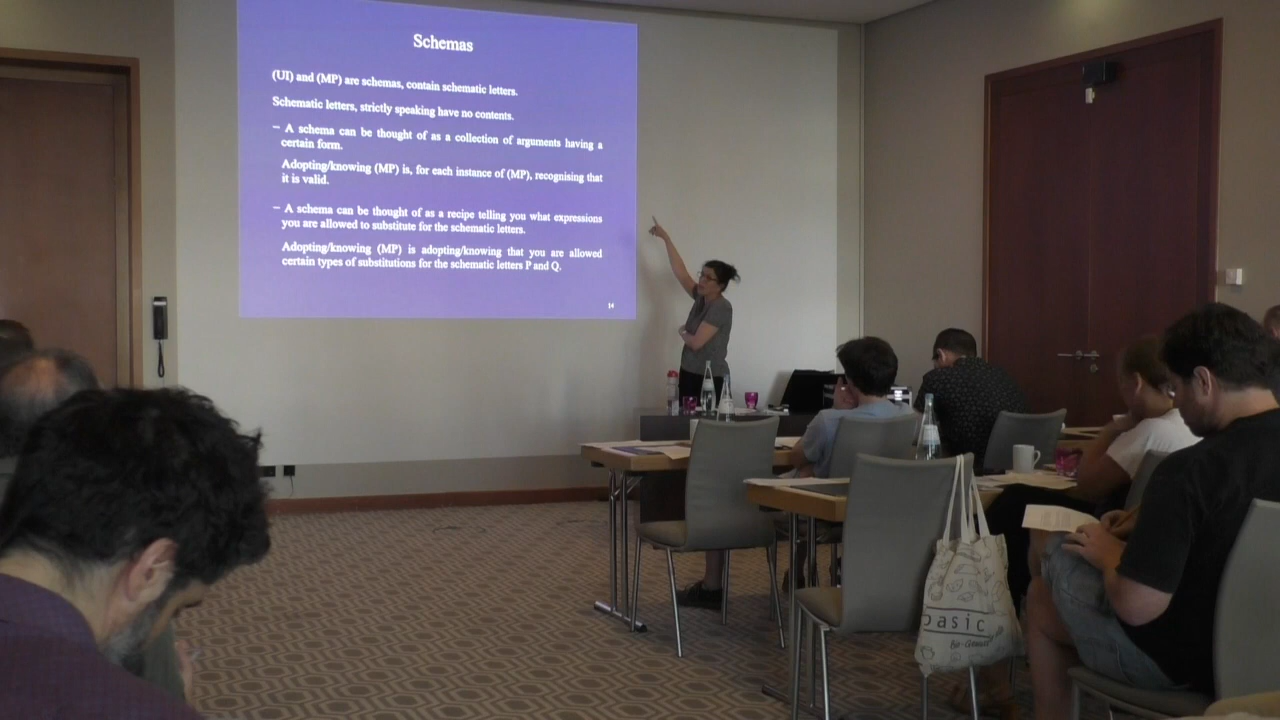 Schemas
(UI) and (MP) are schemas, contain schematic letters.
Schematic letters, strictly speaking have no contents.
– A schema can be thought of as a collection of arguments having a
certain form.
Adopting/knowing (MP) is, for each instance of (MP), recognising that
it is valid.
– A schema can be thought of as a recipe telling you what expressions
you are allowed to substitute for the schematic letters.
Adopting/knowing (MP) is adopting/knowing that you are allowed
certain types of substitutions for the schematic letters P and Q.
14
basic